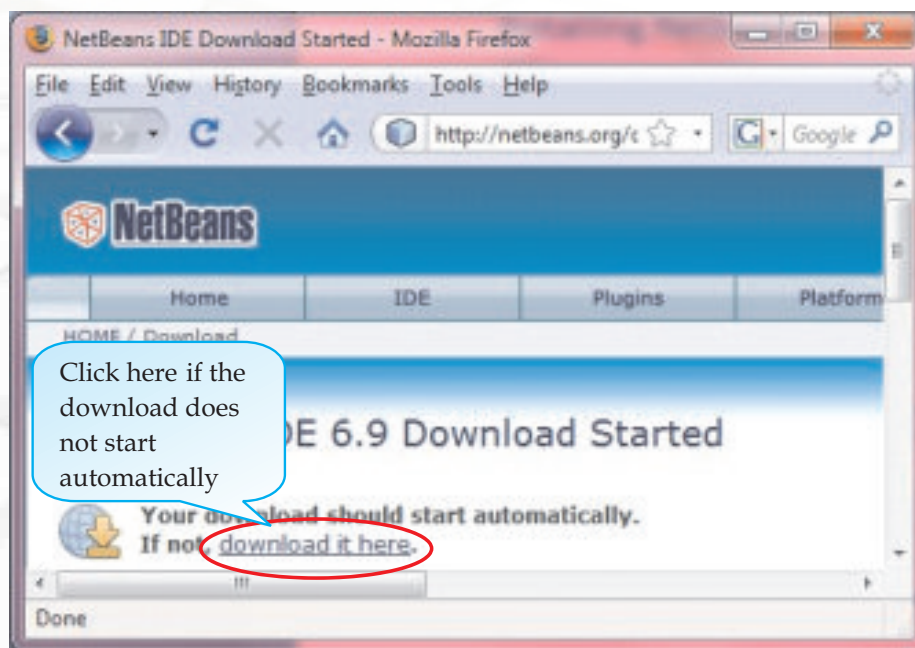 NetBeans IDE Download Started - Mozilla Firefox
File Edit View History Bookmarks Tools Help
http://netbeans.org/c
Google
NetBeans
Home IDE Plugins Platform
HOME / Download
Click here if the
download does
not start
automatically
E 6.9 Download Started
Your download should start automatically.
If not, download it here.
Done